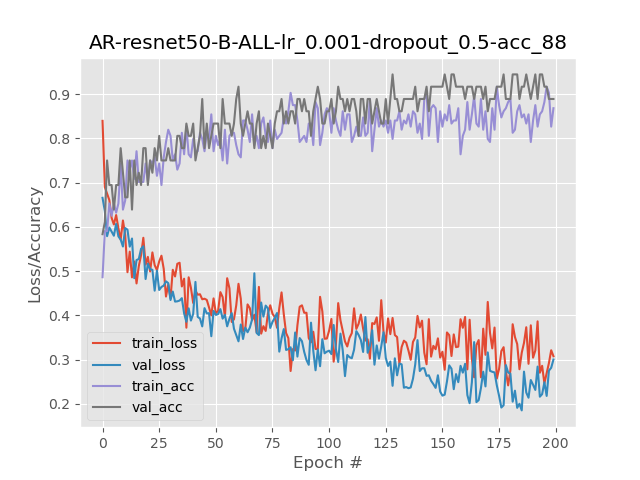 AR-resnet50-B-ALL-lr_0.001-dropout_0.5-acc_88
Loss/Accuracy
0.9
0.8
0.7
0.6
0.5
0.4
0.3
0.2
train_loss
val_loss
train_acc
val_acc
0 25 50 75 100 125 150 175 200
Epoch #